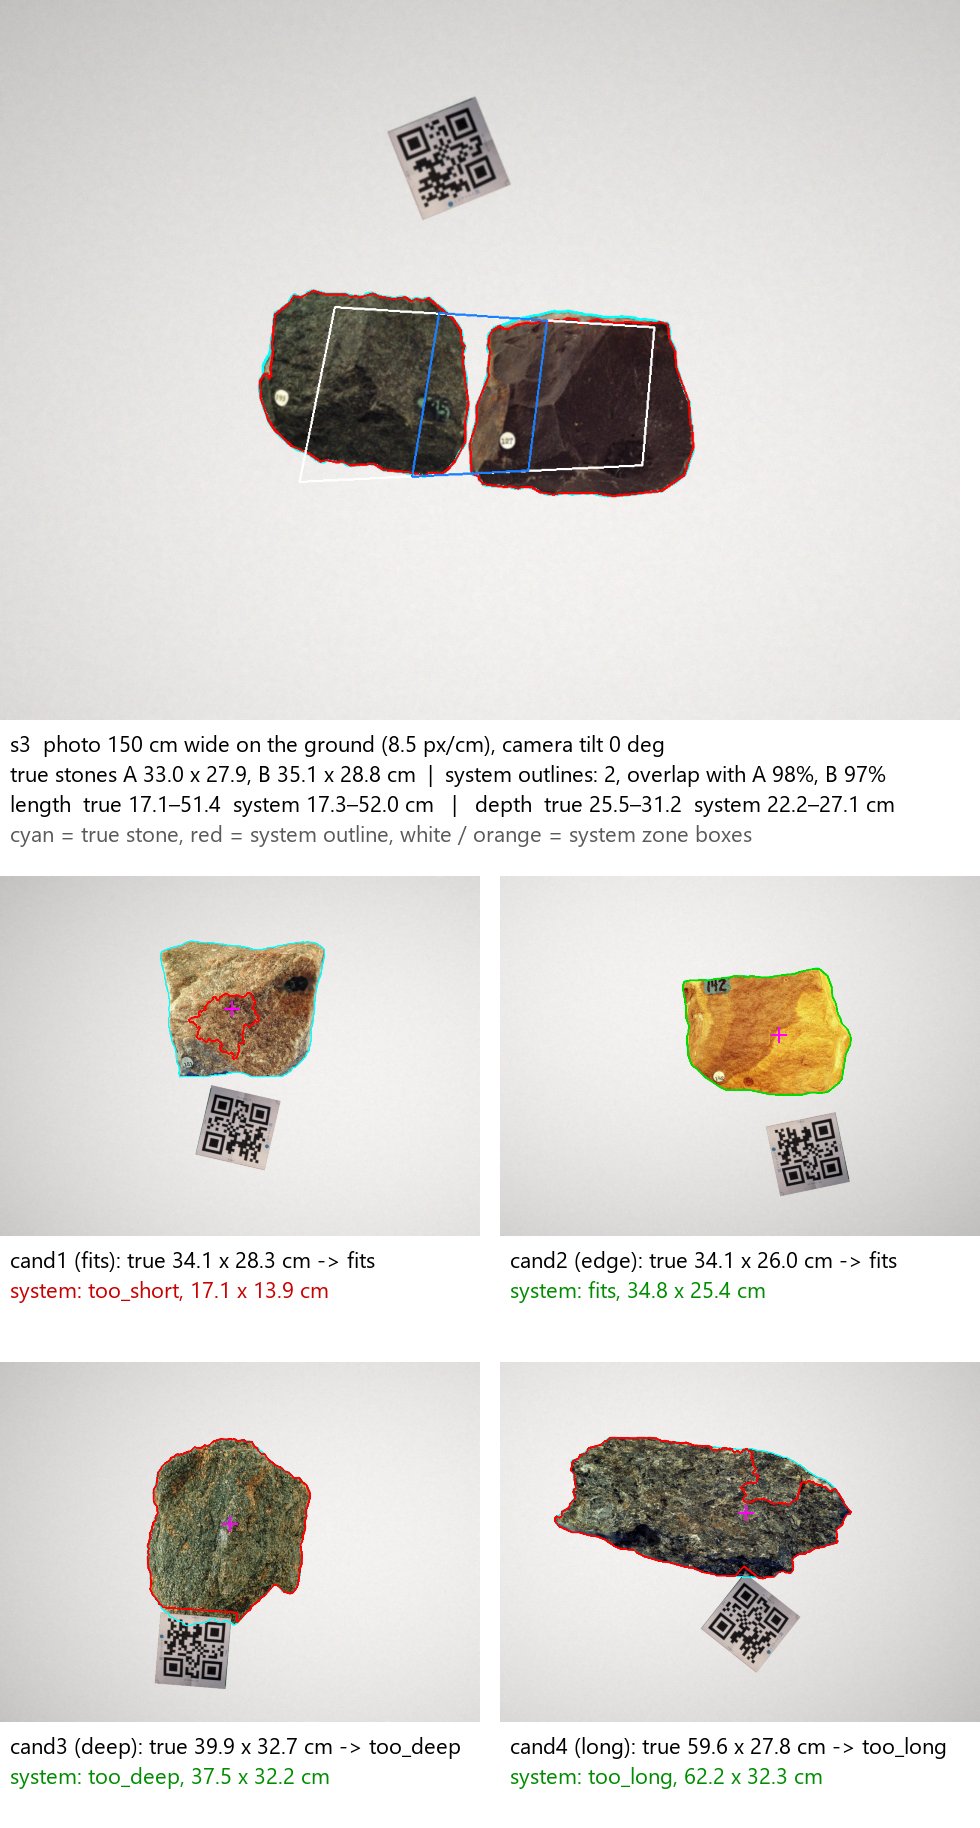 127
s3  photo 150 cm wide on the ground (8.5 px/cm), camera tilt 0 deg
true stones A 33.0 x 27.9, B 35.1 x 28.8 cm  |  system outlines: 2, overlap with A 98%, B 97%
length  true 17.1–51.4  system 17.3–52.0 cm   |   depth  true 25.5–31.2  system 22.2–27.1 cm
cyan = true stone, red = system outline, white / orange = system zone boxes
142
cand1 (fits): true 34.1 x 28.3 cm -> fits
system: too_short, 17.1 x 13.9 cm
cand2 (edge): true 34.1 x 26.0 cm -> fits
system: fits, 34.8 x 25.4 cm
cand3 (deep): true 39.9 x 32.7 cm -> too_deep
system: too_deep, 37.5 x 32.2 cm
cand4 (long): true 59.6 x 27.8 cm -> too_long
system: too_long, 62.2 x 32.3 cm